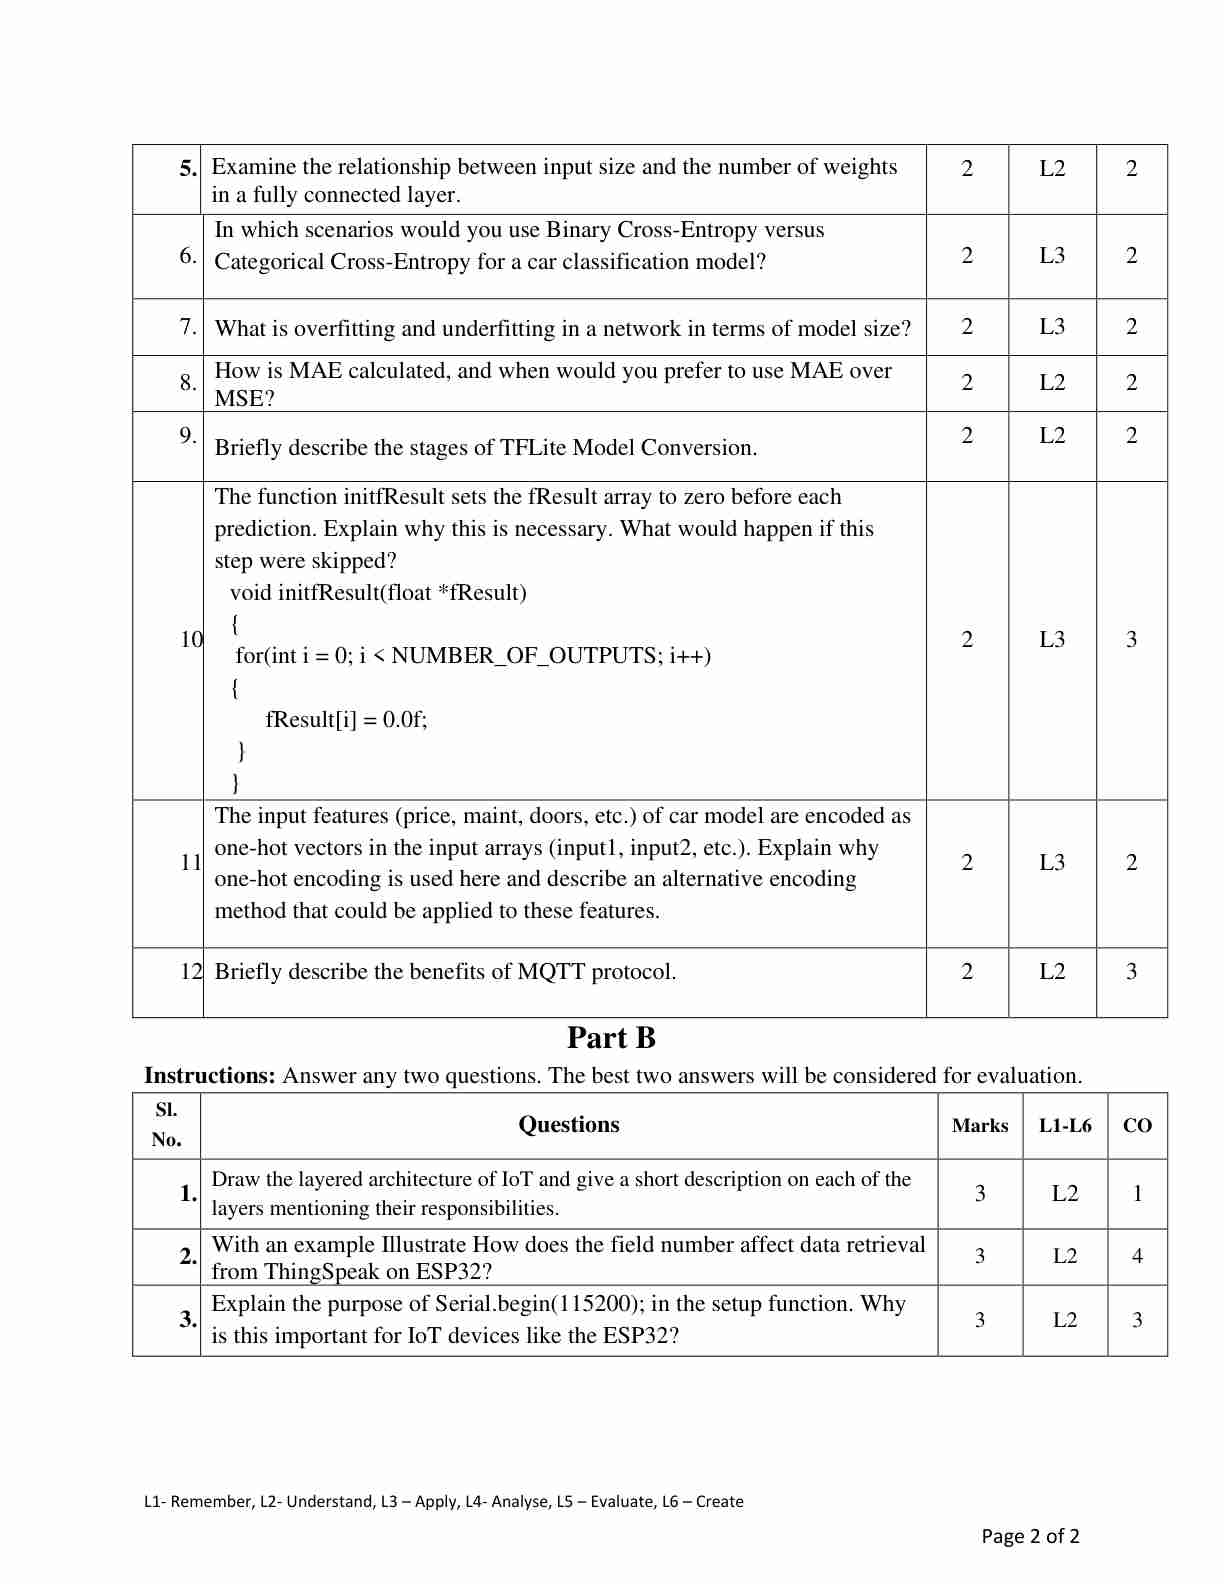 5. Examine the relationship between input size and the number of weights 2 L2 2
in a fully connected layer.
In which scenarios would you use Binary Cross-Entropy versus
6. Categorical Cross-Entropy for a car classification model? 2 L3 2
7. What is overfitting and underfitting in a network in terms of model size? 2 L3 2
8. How is MAE calculated, and when would you prefer to use MAE over 2 L2 2
MSE?
9. Briefly describe the stages of TFLite Model Conversion. 2 L2 2
The function initfResult sets the fResult array to zero before each
prediction. Explain why this is necessary. What would happen if this
step were skipped?
void initfResult(float *fResult)
{
10 for(int i = 0; i < NUMBER_OF_OUTPUTS; i++) 2 L3 3
{
fResult[i] = 0.0f;
}
}
The input features (price, maint, doors, etc.) of car model are encoded as
one-hot vectors in the input arrays (input1, input2, etc.). Explain why
11 one-hot encoding is used here and describe an alternative encoding 2 L3 2
method that could be applied to these features.
12 Briefly describe the benefits of MQTT protocol. 2 L2 3
Part B
Instructions: Answer any two questions. The best two answers will be considered for evaluation.
Sl.
No. Questions Marks L1-L6 CO
1. Draw the layered architecture of IoT and give a short description on each of the 3 L2 1
layers mentioning their responsibilities.
2. With an example Illustrate How does the field number affect data retrieval 3 L2 4
from ThingSpeak on ESP32?
3. Explain the purpose of Serial.begin(115200); in the setup function. Why 3 L2 3
is this important for IoT devices like the ESP32?
L1- Remember, L2- Understand, L3 – Apply, L4- Analyse, L5 – Evaluate, L6 – Create
Page 2 of 2